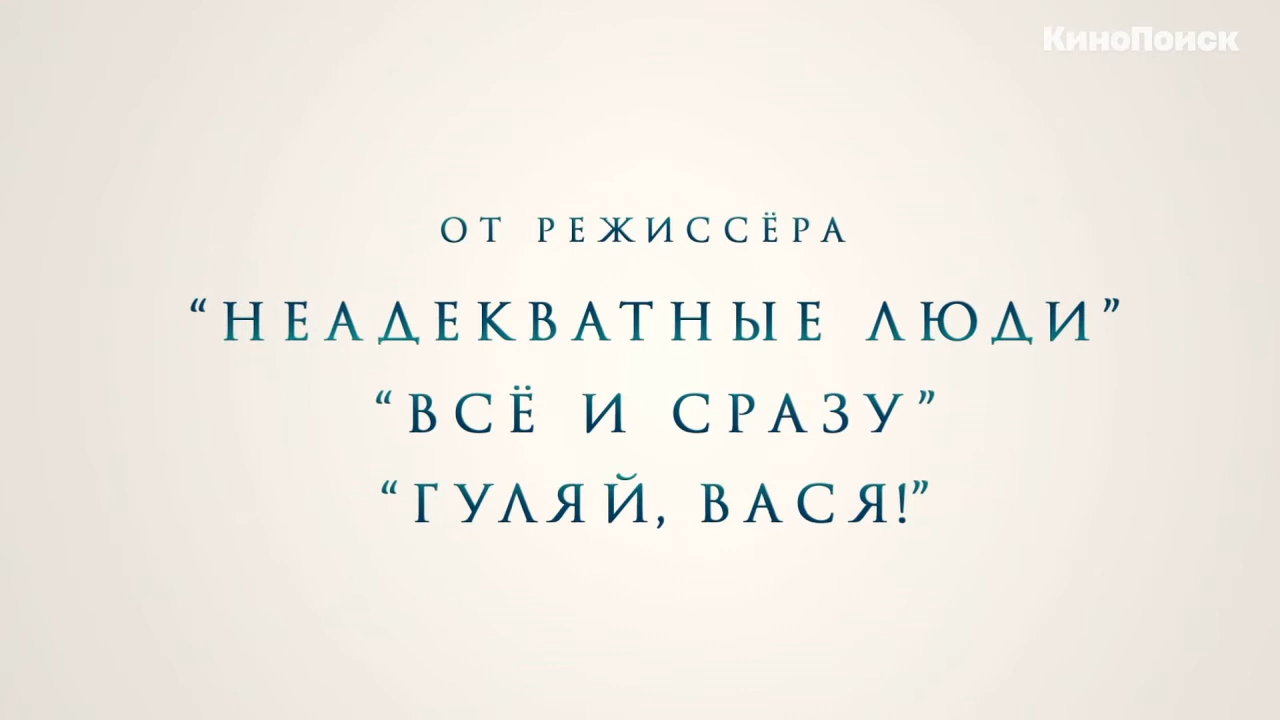 КиноПоиск
ОТ РЕЖИССЁРА
“НЕАДЕКВАТНЫЕ ЛЮДИ”
“ВСЁ И СРАЗУ”
“ГУЛЯЙ, ВАСЯ!”